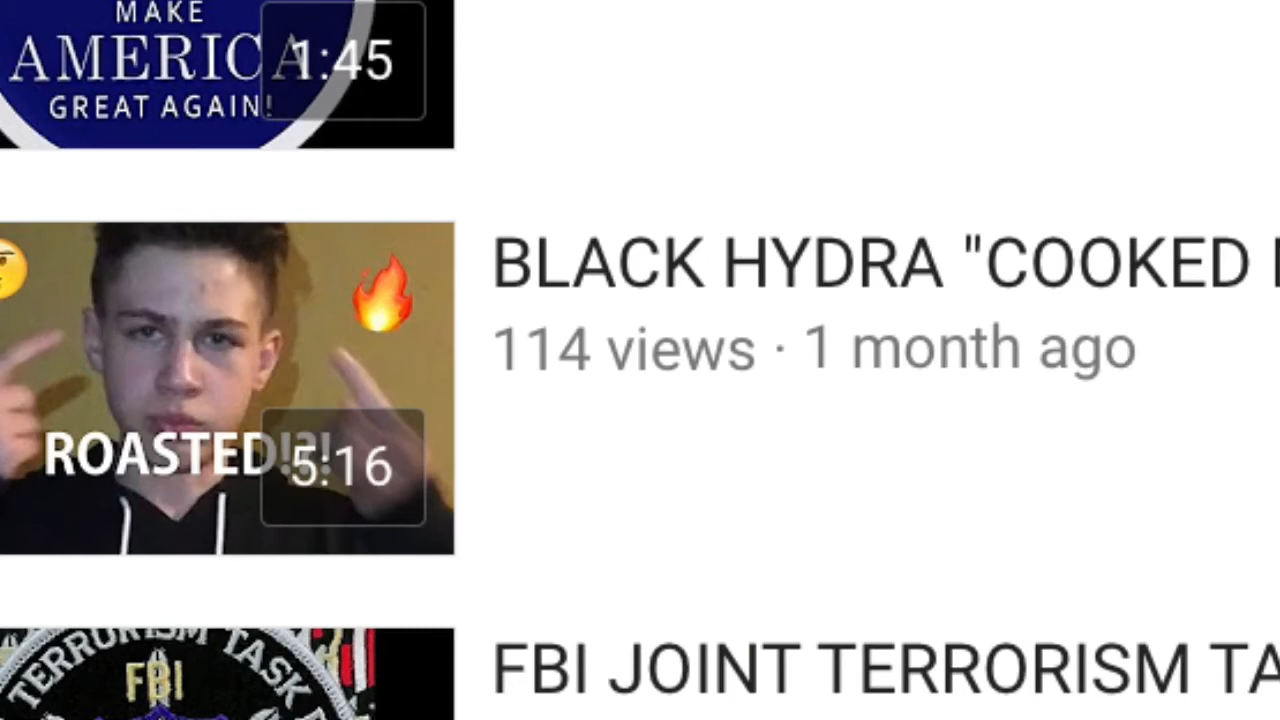 MAKE
AMERICA
GREAT AGAIN!
1:45
BLACK HYDRA "COOKED
114 views · 1 month ago
ROASTED!?!
5:16
TERRORISM TASK
FBI
FBI JOINT TERRORISM TA